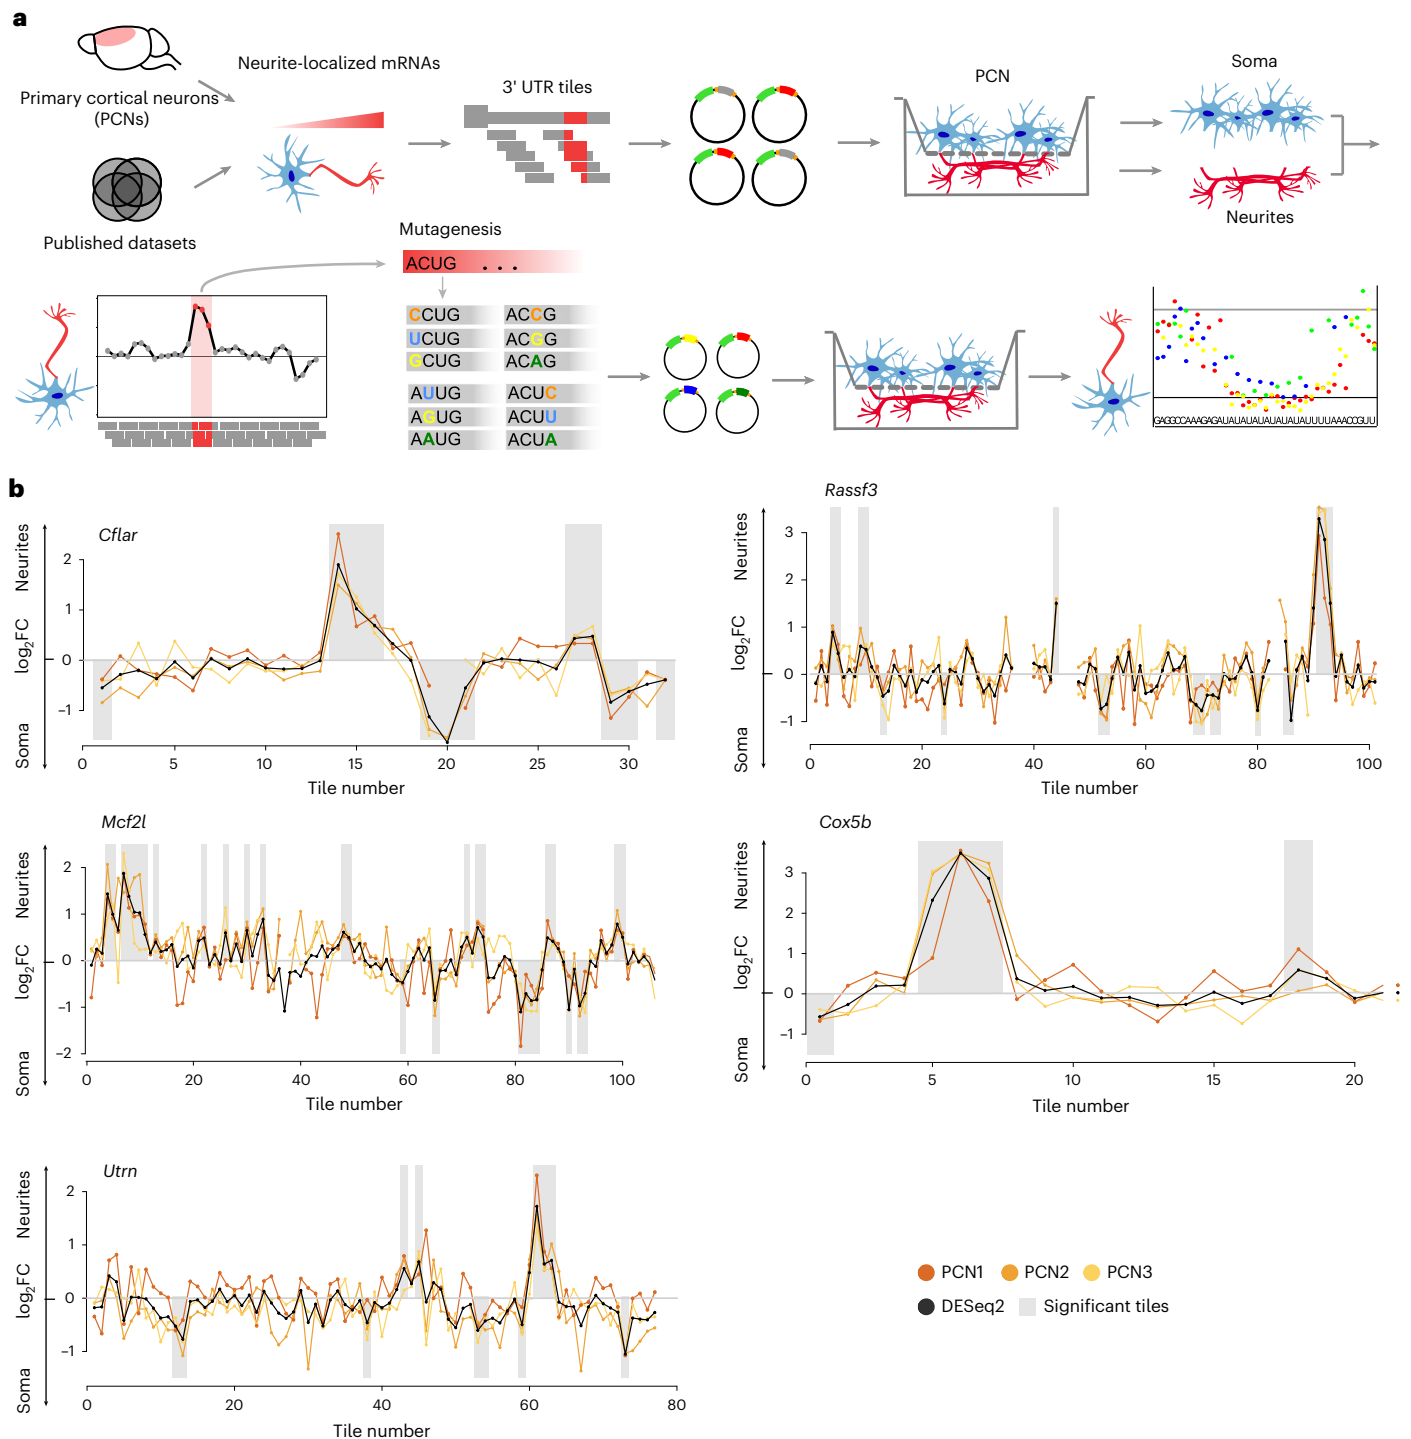 a
Neurite-localized mRNAs
3' UTR tiles
PCN
Soma
Primary cortical neurons
(PCNs)
Neurites
Published datasets
Mutagenesis
ACUG ...
CCUG ACCG
UCUG ACGG
GCUG ACAG
AUUG ACUC
AGUG ACUU
AAUG ACUA
GAGGCCAAAGAGAUAUAUAUAUAUAUAUUUUAAACCGUU
b
Cflar
Neurites
log2FC
Soma
2
1
0
–1
0 5 10 15 20 25 30
Tile number
Rassf3
Neurites
log2FC
Soma
3
2
1
0
–1
0 20 40 60 80 100
Tile number
Mcf2l
Neurites
log2FC
Soma
2
1
0
–1
–2
0 20 40 60 80 100
Tile number
Cox5b
Neurites
log2FC
Soma
3
2
1
0
–1
0 5 10 15 20
Tile number
Utrn
Neurites
log2FC
Soma
2
1
0
–1
0 20 40 60 80
Tile number
PCN1 PCN2 PCN3
DESeq2 Significant tiles